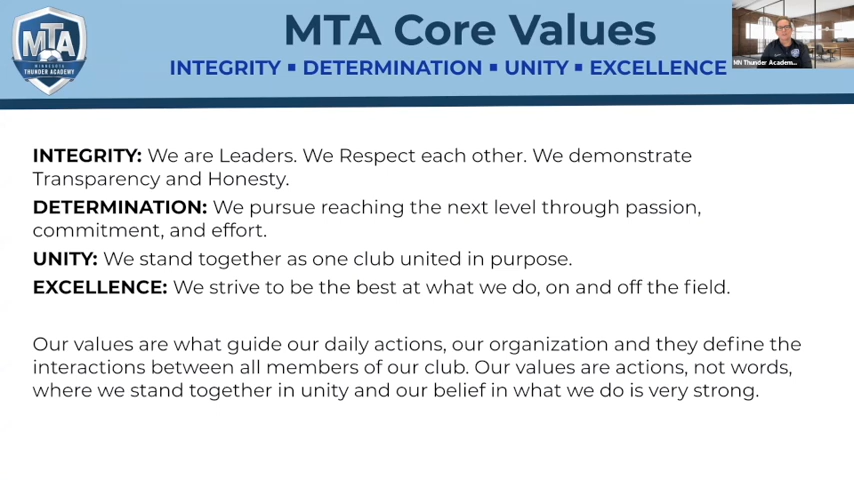 MTA
MINNESOTA
THUNDER ACADEMY
MTA Core Values
INTEGRITY ▪ DETERMINATION ▪ UNITY ▪ EXCELLENCE
MN Thunder Academ...
INTEGRITY: We are Leaders. We Respect each other. We demonstrate
Transparency and Honesty.
DETERMINATION: We pursue reaching the next level through passion,
commitment, and effort.
UNITY: We stand together as one club united in purpose.
EXCELLENCE: We strive to be the best at what we do, on and off the field.
Our values are what guide our daily actions, our organization and they define the
interactions between all members of our club. Our values are actions, not words,
where we stand together in unity and our belief in what we do is very strong.